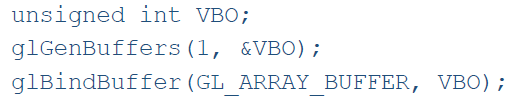 unsigned int VBO;
glGenBuffers(1, &VBO);
glBindBuffer(GL_ARRAY_BUFFER, VBO);